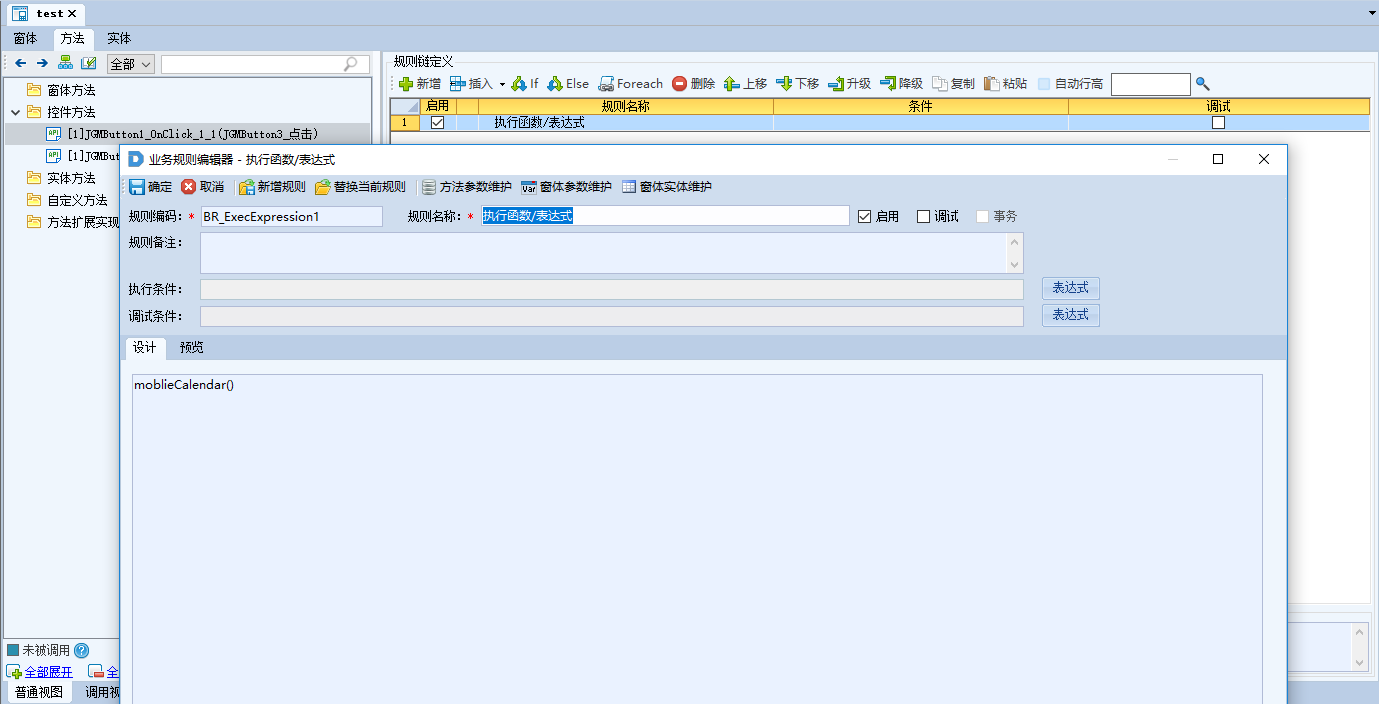 test
窗体 方法 实体
全部
窗体方法
控件方法
[1]JGMButton1_OnClick_1_1(JGMButton3_点击)
[1]JGMBut
实体方法
自定义方法
方法扩展实现
未被调用
全部展开 全
普通视图 调用视
规则链定义
新增 插入 If Else Foreach 删除 上移 下移 升级 降级 复制 粘贴 自动行高
启用 规则名称 条件 调试
1 执行函数/表达式
业务规则编辑器 - 执行函数/表达式
确定 取消 新增规则 替换当前规则 方法参数维护 Var 窗体参数维护 窗体实体维护
规则编码: * BR_ExecExpression1 规则名称: * 执行函数/表达式 启用 调试 事务
规则备注:
执行条件: 表达式
调试条件: 表达式
设计 预览
moblieCalendar()